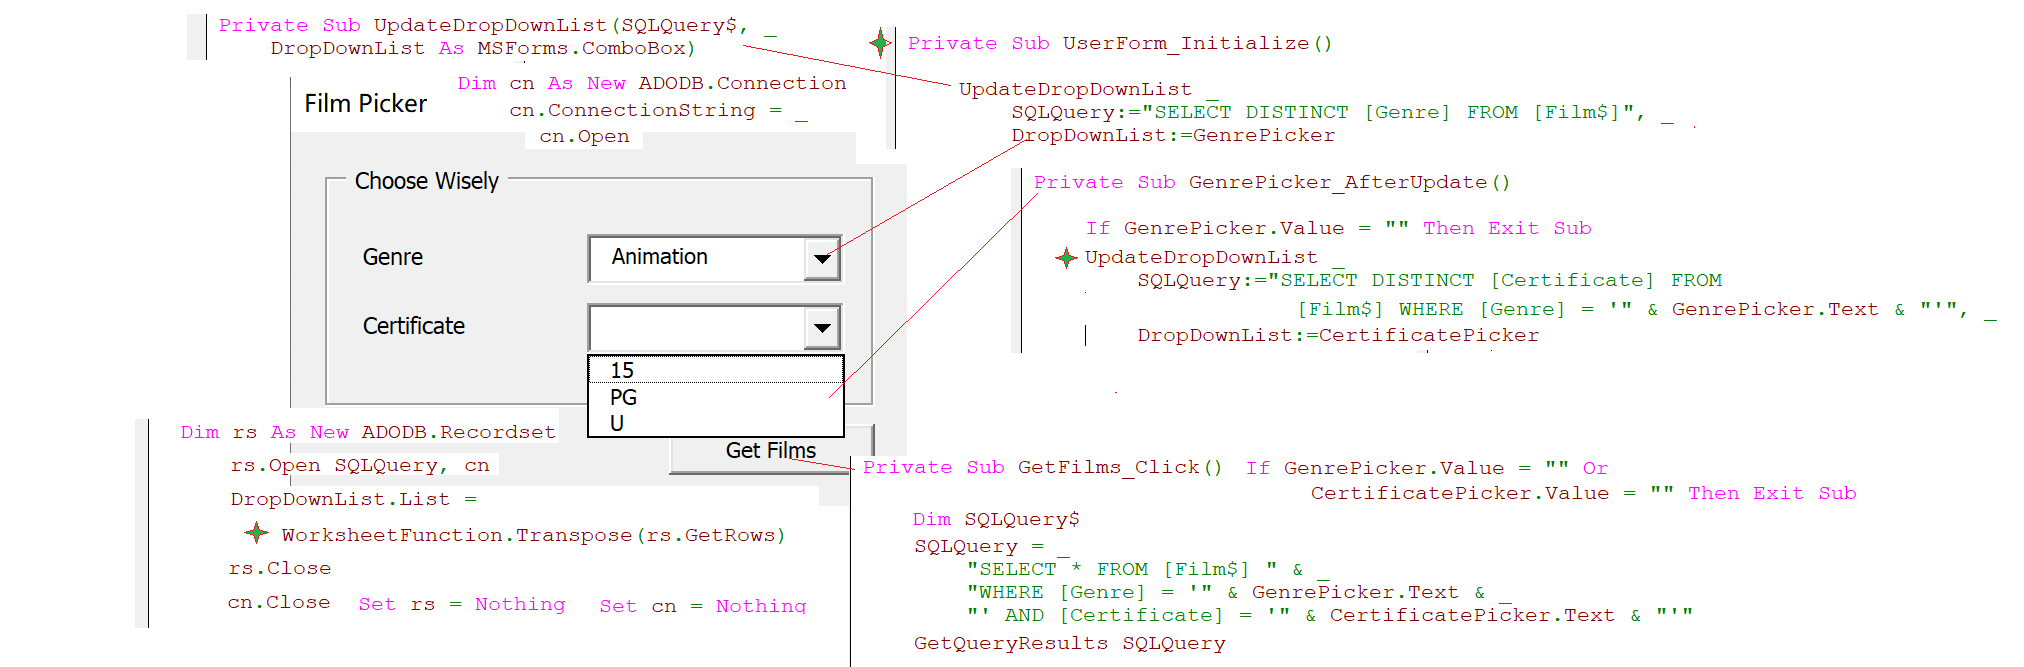 Private Sub UpdateDropDownList(SQLQuery$, _
DropDownList As MSForms.ComboBox)
Dim cn As New ADODB.Connection
cn.ConnectionString = _
cn.Open
Film Picker
Choose Wisely
Genre
Animation
Certificate
15
PG
U
Get Films
Dim rs As New ADODB.Recordset
rs.Open SQLQuery, cn
DropDownList.List =
WorksheetFunction.Transpose(rs.GetRows)
rs.Close
cn.Close Set rs = Nothing Set cn = Nothing
Private Sub UserForm_Initialize()
UpdateDropDownList _
SQLQuery:="SELECT DISTINCT [Genre] FROM [Film$]", _
DropDownList:=GenrePicker
Private Sub GenrePicker_AfterUpdate()
If GenrePicker.Value = "" Then Exit Sub
UpdateDropDownList _
SQLQuery:="SELECT DISTINCT [Certificate] FROM
[Film$] WHERE [Genre] = '" & GenrePicker.Text & "'", _
DropDownList:=CertificatePicker
Private Sub GetFilms_Click() If GenrePicker.Value = "" Or
CertificatePicker.Value = "" Then Exit Sub
Dim SQLQuery$
SQLQuery = _
"SELECT * FROM [Film$] " & _
"WHERE [Genre] = '" & GenrePicker.Text & _
"' AND [Certificate] = '" & CertificatePicker.Text & "'"
GetQueryResults SQLQuery